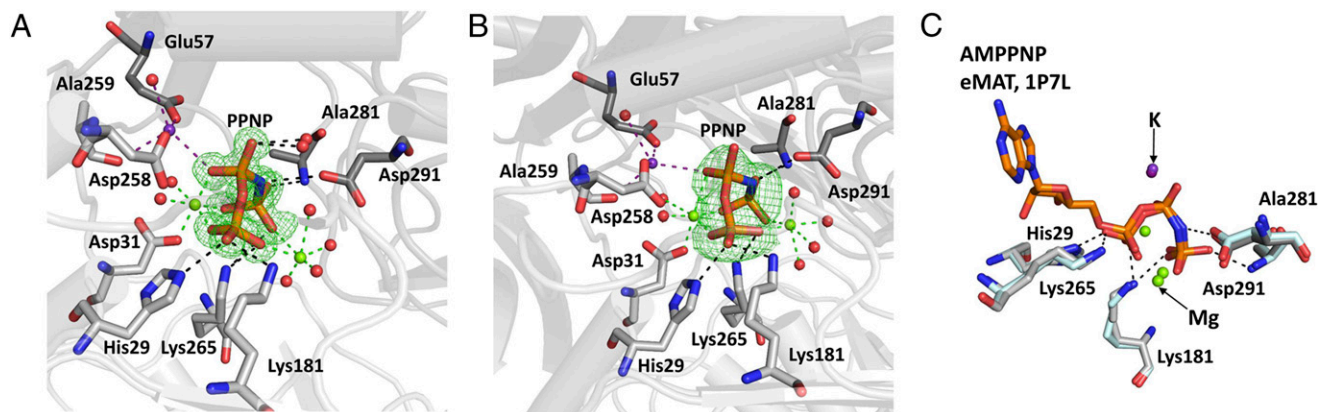 A
Glu57
Ala259
PPNP
Ala281
Asp258
Asp291
Asp31
His29
Lys265
Lys181
B
Glu57
PPNP
Ala281
Ala259
Asp258
Asp291
Asp31
His29
Lys265
Lys181
C
AMPPNP
eMAT, 1P7L
K
Ala281
His29
Lys265
Asp291
Mg
Lys181